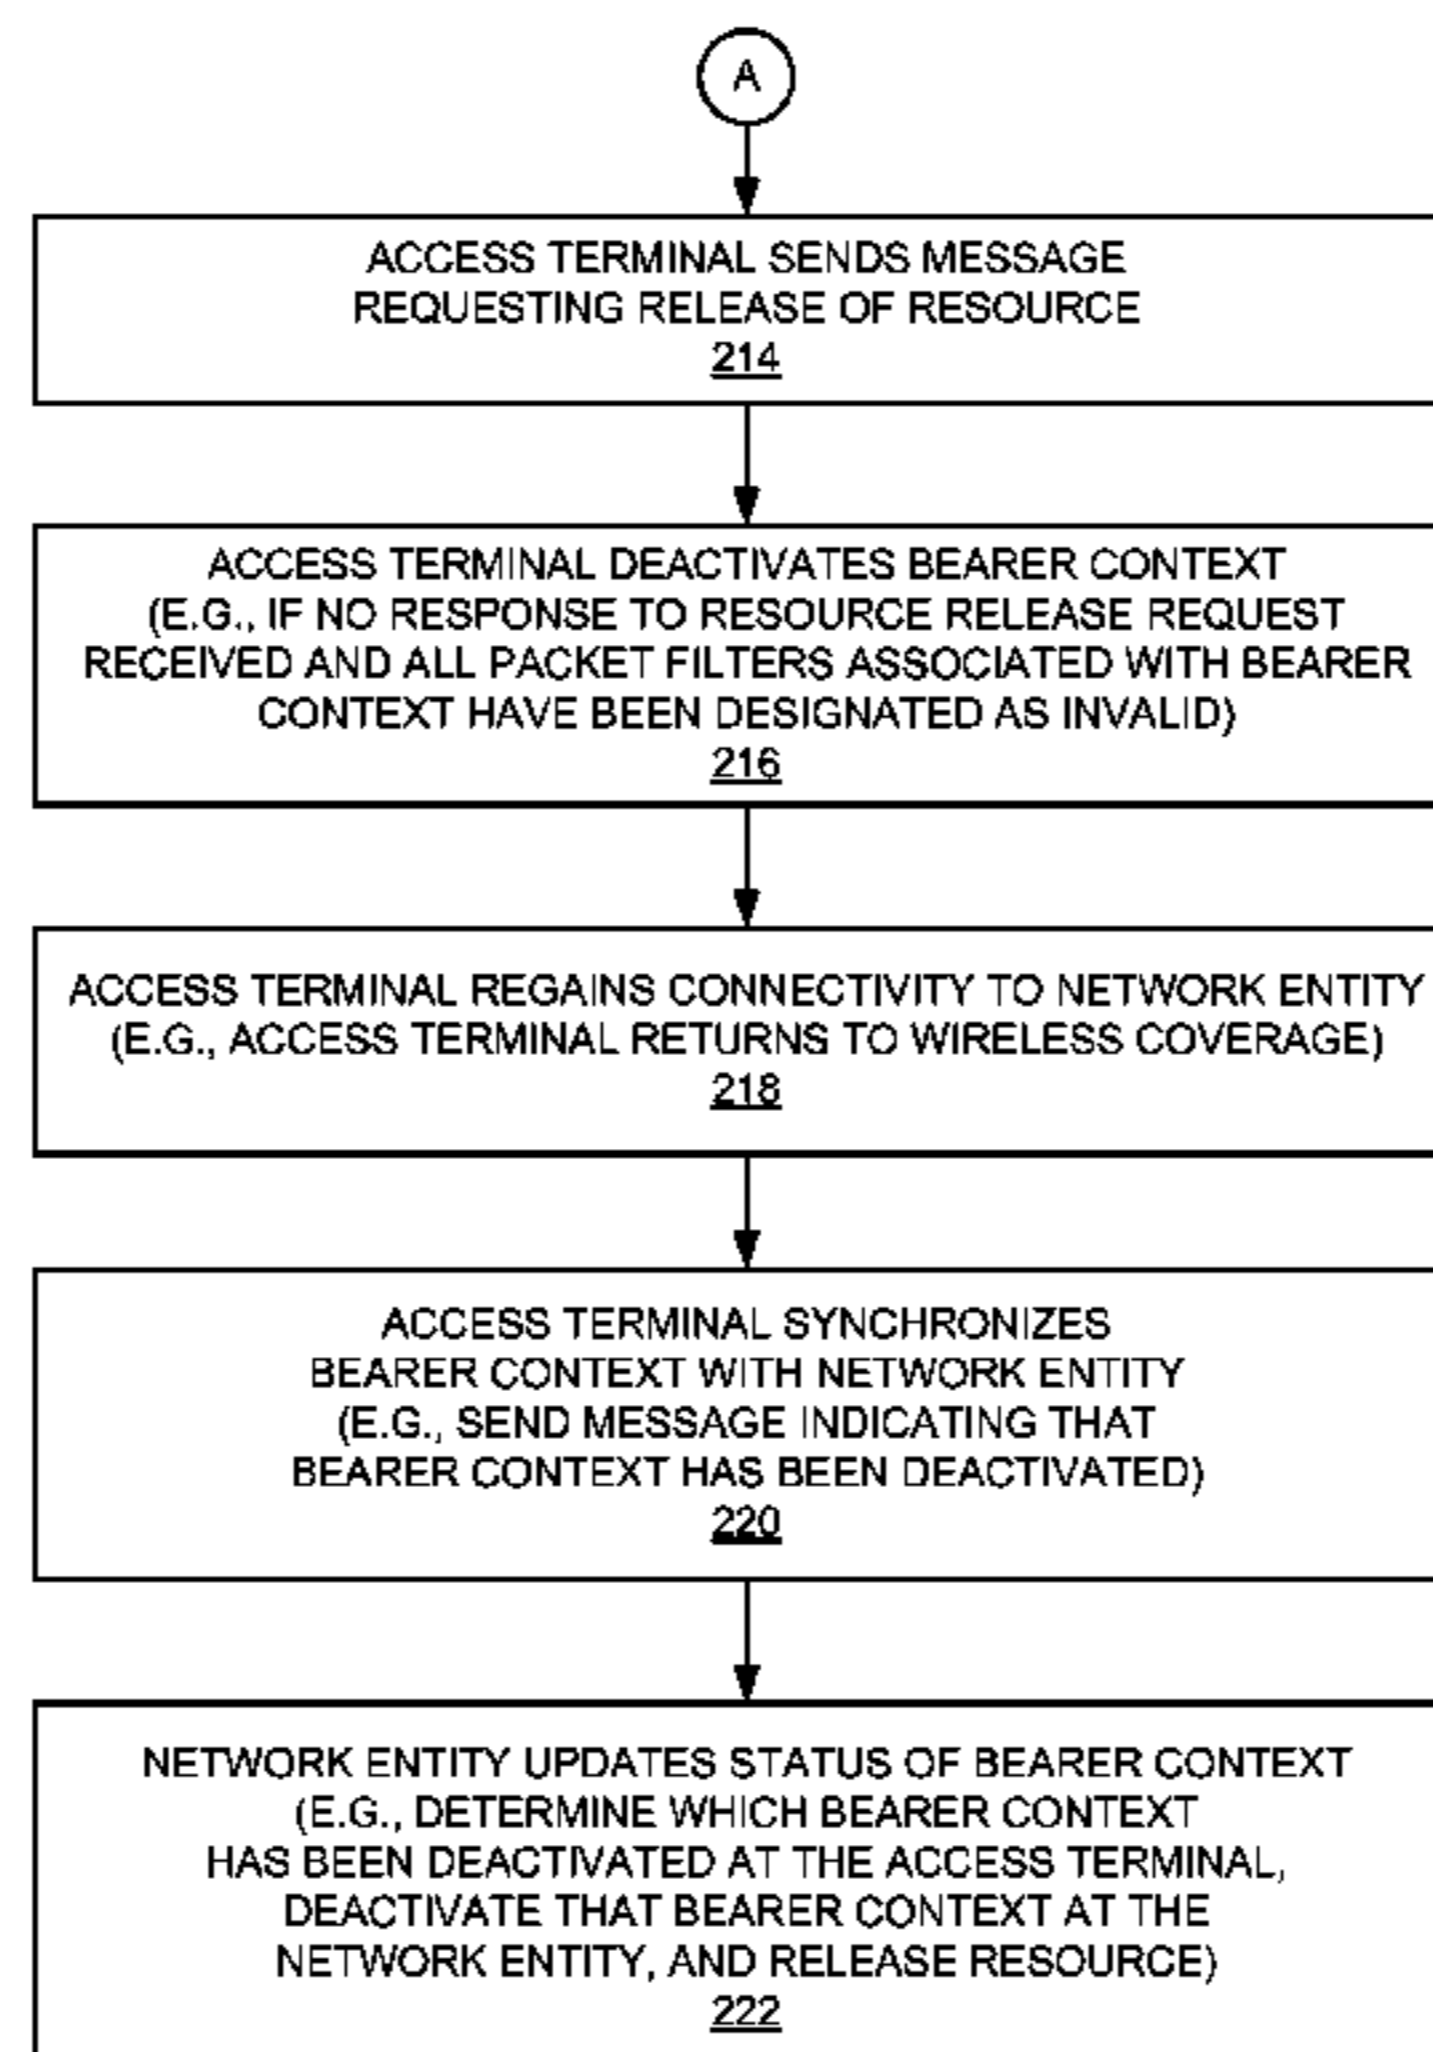 A
ACCESS TERMINAL SENDS MESSAGE
REQUESTING RELEASE OF RESOURCE
214
ACCESS TERMINAL DEACTIVATES BEARER CONTEXT
(E.G., IF NO RESPONSE TO RESOURCE RELEASE REQUEST
RECEIVED AND ALL PACKET FILTERS ASSOCIATED WITH BEARER
CONTEXT HAVE BEEN DESIGNATED AS INVALID)
216
ACCESS TERMINAL REGAINS CONNECTIVITY TO NETWORK ENTITY
(E.G., ACCESS TERMINAL RETURNS TO WIRELESS COVERAGE)
218
ACCESS TERMINAL SYNCHRONIZES
BEARER CONTEXT WITH NETWORK ENTITY
(E.G., SEND MESSAGE INDICATING THAT
BEARER CONTEXT HAS BEEN DEACTIVATED)
220
NETWORK ENTITY UPDATES STATUS OF BEARER CONTEXT
(E.G., DETERMINE WHICH BEARER CONTEXT
HAS BEEN DEACTIVATED AT THE ACCESS TERMINAL,
DEACTIVATE THAT BEARER CONTEXT AT THE
NETWORK ENTITY, AND RELEASE RESOURCE)
222